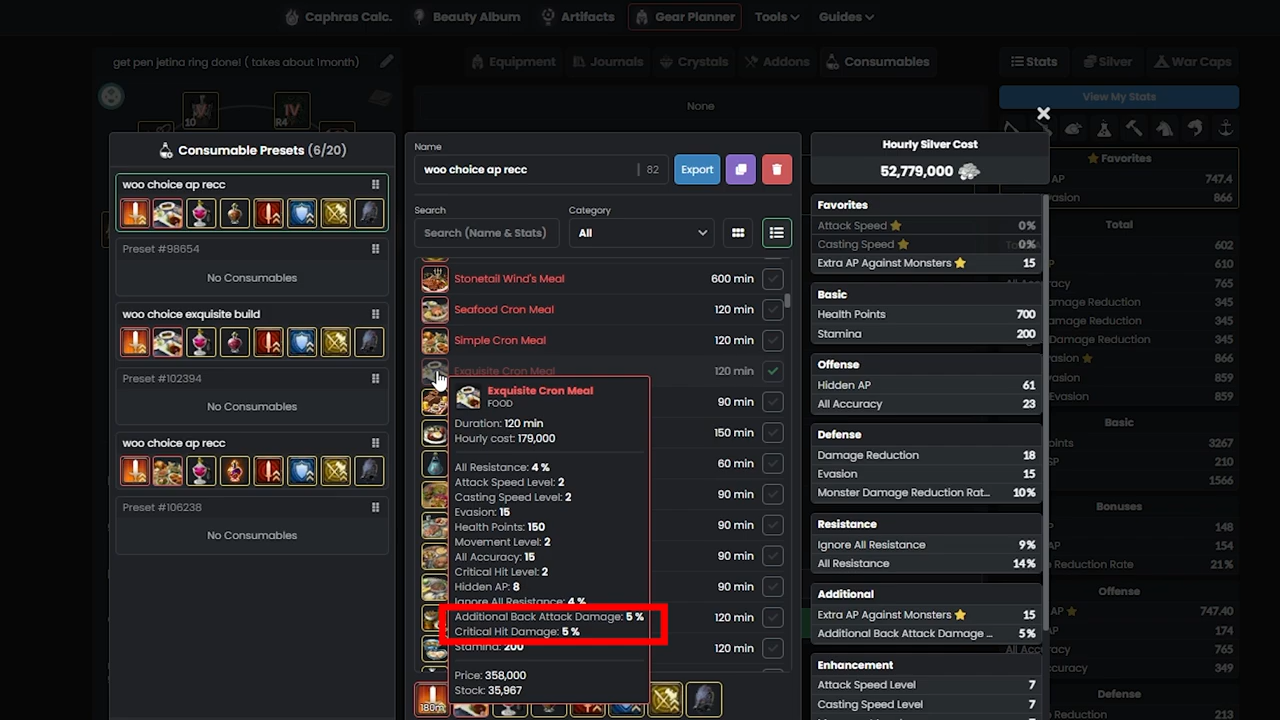 Caphras Calc.
Beauty Album
Artifacts
Gear Planner
Tools
Guides
get pen jetina ring done! ( takes about 1month)
Equipment
Journals
Crystals
Addons
Consumables
Stats
Silver
War Caps
None
View My Stats
10
IV
R4
Consumable Presets (6/20)
woo choice ap recc
Preset #98654
No Consumables
woo choice exquisite build
Preset #102394
No Consumables
woo choice ap recc
Preset #106238
No Consumables
Name
woo choice ap recc
82
Export
Search
Category
Search (Name & Stats)
All
Stonetail Wind's Meal
600 min
Seafood Cron Meal
120 min
Simple Cron Meal
120 min
Exquisite Cron Meal
120 min
90 min
150 min
60 min
90 min
90 min
90 min
90 min
120 min
120 min
Exquisite Cron Meal
FOOD
Duration: 120 min
Hourly cost: 179,000
All Resistance: 4 %
Attack Speed Level: 2
Casting Speed Level: 2
Evasion: 15
Health Points: 150
Movement Level: 2
All Accuracy: 15
Critical Hit Level: 2
Hidden AP: 8
Ignore All Resistance: 4 %
Additional Back Attack Damage: 5 %
Critical Hit Damage: 5 %
Stamina: 200
Price: 358,000
Stock: 35,967
180m
Hourly Silver Cost
52,779,000
Favorites
Attack Speed 0%
Casting Speed 0%
Extra AP Against Monsters 15
Basic
Health Points 700
Stamina 200
Offense
Hidden AP 61
All Accuracy 23
Defense
Damage Reduction 18
Evasion 15
Monster Damage Reduction Rat... 10%
Resistance
Ignore All Resistance 9%
All Resistance 14%
Additional
Extra AP Against Monsters 15
Additional Back Attack Damage ... 5%
Enhancement
Attack Speed Level 7
Casting Speed Level 7
Favorites
747.4
866
Total
602
610
765
345
345
345
866
859
859
Basic
3267
210
1566
Bonuses
148
154
21%
Offense
747.40
174
765
349
Defense
213